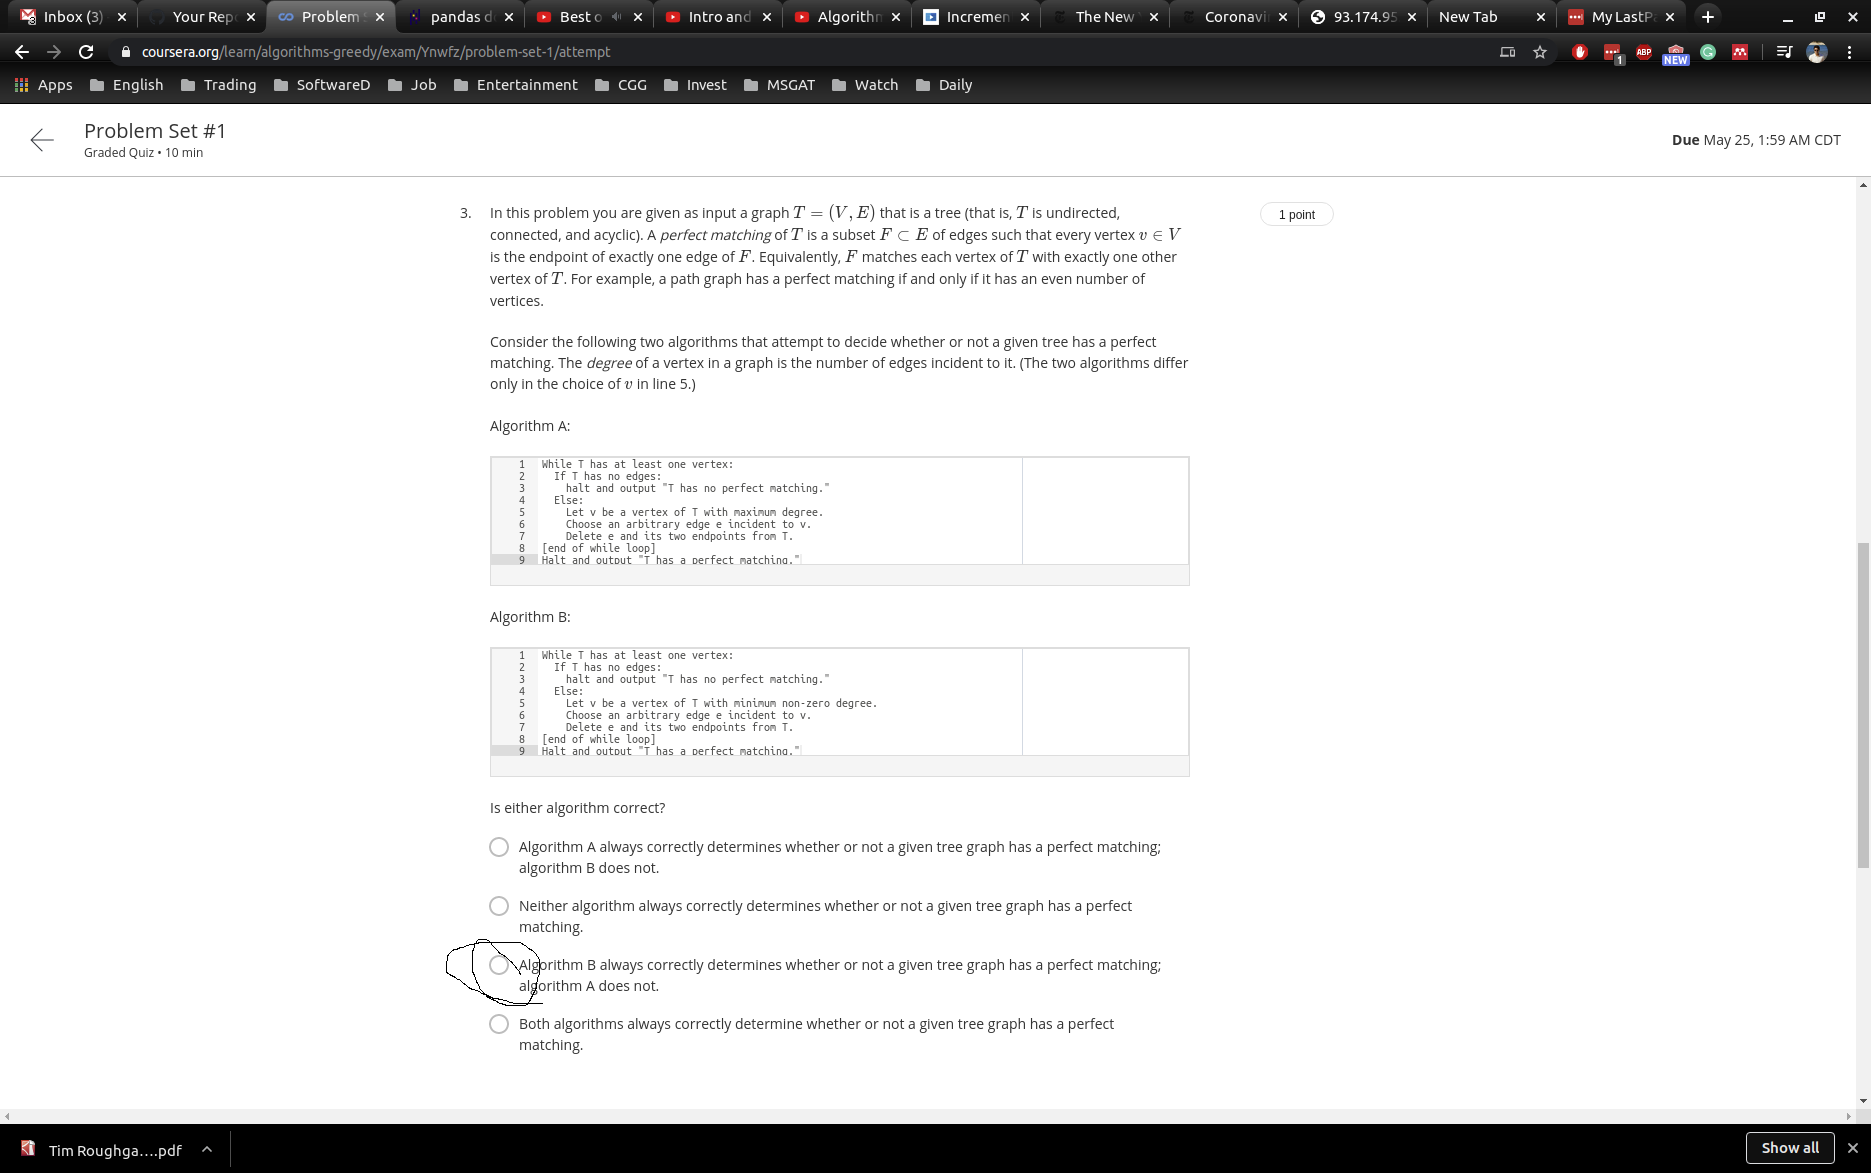 Inbox (3) Your Rep Problem pandas d Best o Intro and Algorithm Incremen The New Coronavi 93.174.95 New Tab My LastPa
coursera.org/learn/algorithms-greedy/exam/Ynwfz/problem-set-1/attempt
1 ABP NEW
Apps English Trading SoftwareD Job Entertainment CGG Invest MSGAT Watch Daily
Problem Set #1
Graded Quiz • 10 min
Due May 25, 1:59 AM CDT
3. In this problem you are given as input a graph T = (V, E) that is a tree (that is, T is undirected,
1 point
connected, and acyclic). A perfect matching of T is a subset F ⊂ E of edges such that every vertex v ∈ V
is the endpoint of exactly one edge of F. Equivalently, F matches each vertex of T with exactly one other
vertex of T. For example, a path graph has a perfect matching if and only if it has an even number of
vertices.
Consider the following two algorithms that attempt to decide whether or not a given tree has a perfect
matching. The degree of a vertex in a graph is the number of edges incident to it. (The two algorithms differ
only in the choice of v in line 5.)
Algorithm A:
1 While T has at least one vertex:
2 If T has no edges:
3 halt and output "T has no perfect matching."
4 Else:
5 Let v be a vertex of T with maximum degree.
6 Choose an arbitrary edge e incident to v.
7 Delete e and its two endpoints from T.
8 [end of while loop]
9 Halt and output "T has a perfect matching."
Algorithm B:
1 While T has at least one vertex:
2 If T has no edges:
3 halt and output "T has no perfect matching."
4 Else:
5 Let v be a vertex of T with minimum non-zero degree.
6 Choose an arbitrary edge e incident to v.
7 Delete e and its two endpoints from T.
8 [end of while loop]
9 Halt and output "T has a perfect matching."
Is either algorithm correct?
Algorithm A always correctly determines whether or not a given tree graph has a perfect matching;
algorithm B does not.
Neither algorithm always correctly determines whether or not a given tree graph has a perfect
matching.
Algorithm B always correctly determines whether or not a given tree graph has a perfect matching;
algorithm A does not.
Both algorithms always correctly determine whether or not a given tree graph has a perfect
matching.
Tim Roughga....pdf
Show all